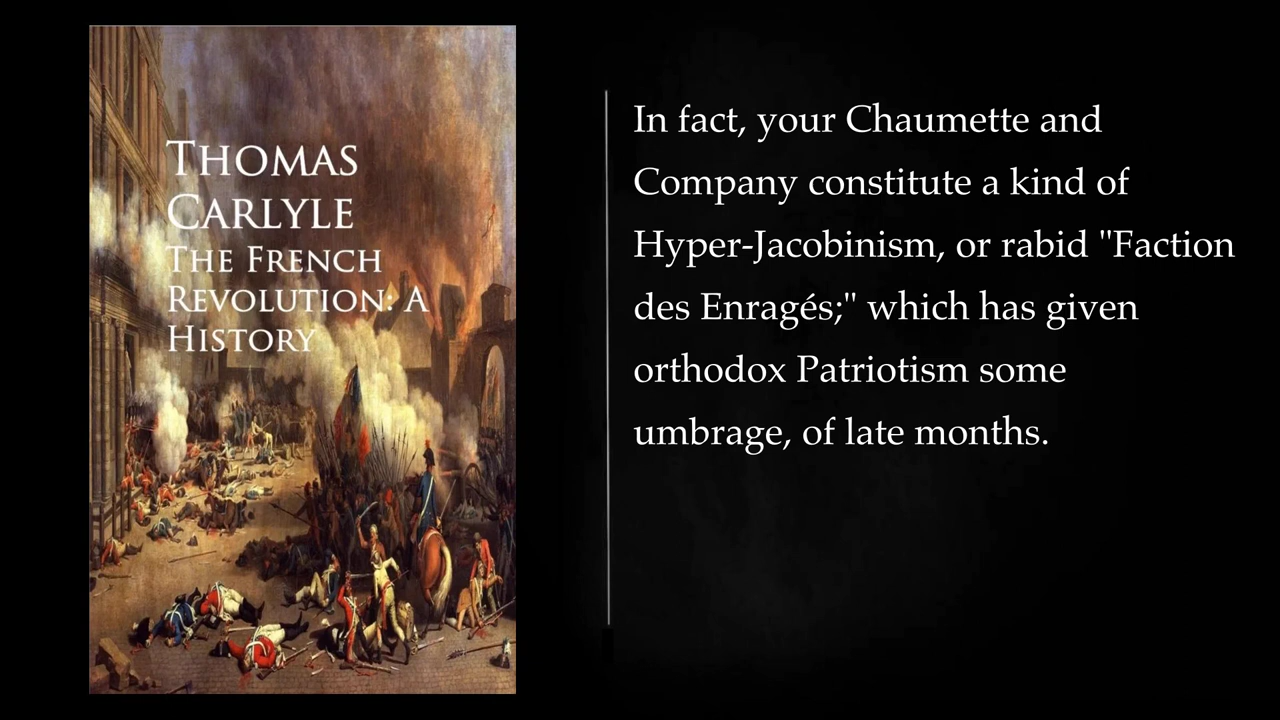 THOMAS
CARLYLE
THE FRENCH
REVOLUTION: A
HISTORY
In fact, your Chaumette and
Company constitute a kind of
Hyper-Jacobinism, or rabid "Faction
des Enragés;" which has given
orthodox Patriotism some
umbrage, of late months.